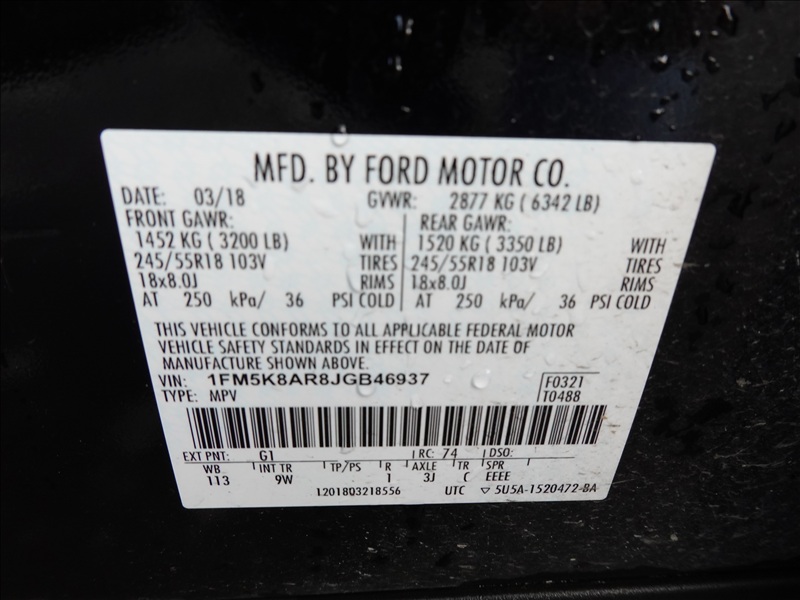 MFD. BY FORD MOTOR CO.
DATE: 03/18 GVWR: 2877 KG ( 6342 LB)
FRONT GAWR: REAR GAWR:
1452 KG ( 3200 LB) WITH 1520 KG ( 3350 LB) WITH
245/55R18 103V TIRES 245/55R18 103V TIRES
18x8.0J RIMS 18x8.0J RIMS
AT 250 kPa/ 36 PSI COLD AT 250 kPa/ 36 PSI COLD
THIS VEHICLE CONFORMS TO ALL APPLICABLE FEDERAL MOTOR
VEHICLE SAFETY STANDARDS IN EFFECT ON THE DATE OF
MANUFACTURE SHOWN ABOVE.
VIN: 1FM5K8AR8JGB46937 F0321
TYPE: MPV T0488
EXT PNT: G1 RC: 74 DSO:
WB INT TR TP/PS R AXLE TR SPR
113 9W 1 3J C EEEE
1201803218556 UTC ▽ 5U5A-1520472-BA